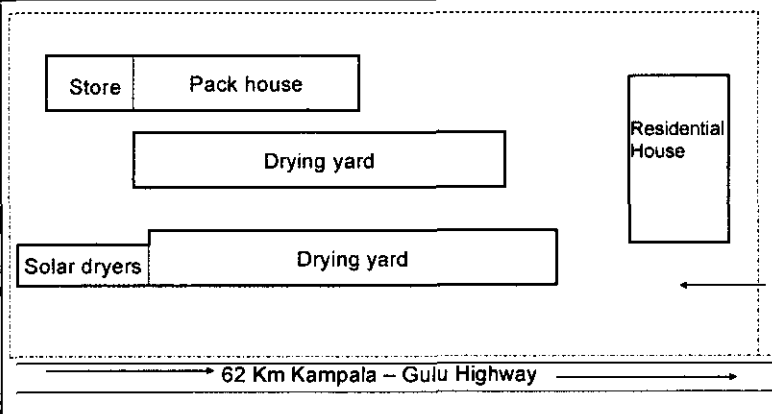 Store
Pack house
Residential
House
Drying yard
Solar dryers
Drying yard
62 Km Kampala – Gulu Highway